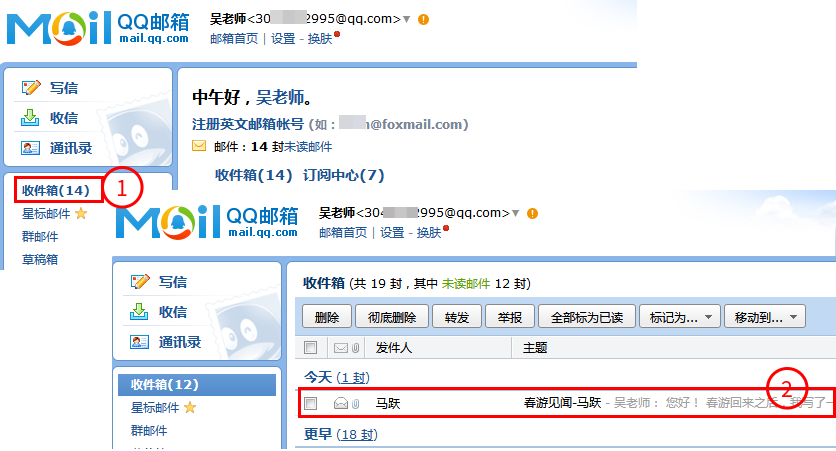 Mail QQ邮箱 mail.qq.com
吴老师<30 2995@qq.com>
邮箱首页 | 设置 - 换肤
写信
收信
通讯录
收件箱(14)
星标邮件
群邮件
草稿箱
1
中午好，吴老师。
注册英文邮箱帐号 (如： n@foxmail.com)
邮件：14 封未读邮件
收件箱(14) 订阅中心(7)
Mail QQ邮箱 mail.qq.com
吴老师<304 2995@qq.com>
邮箱首页 | 设置 - 换肤
写信
收信
通讯录
收件箱(12)
星标邮件
群邮件
收件箱 (共 19 封，其中 未读邮件 12 封)
删除 彻底删除 转发 举报 全部标为已读 标记为... 移动到...
发件人 主题
今天 (1 封)
2
马跃 春游见闻-马跃 - 吴老师： 您好！ 春游回来之后，我写了一
更早 (18 封)